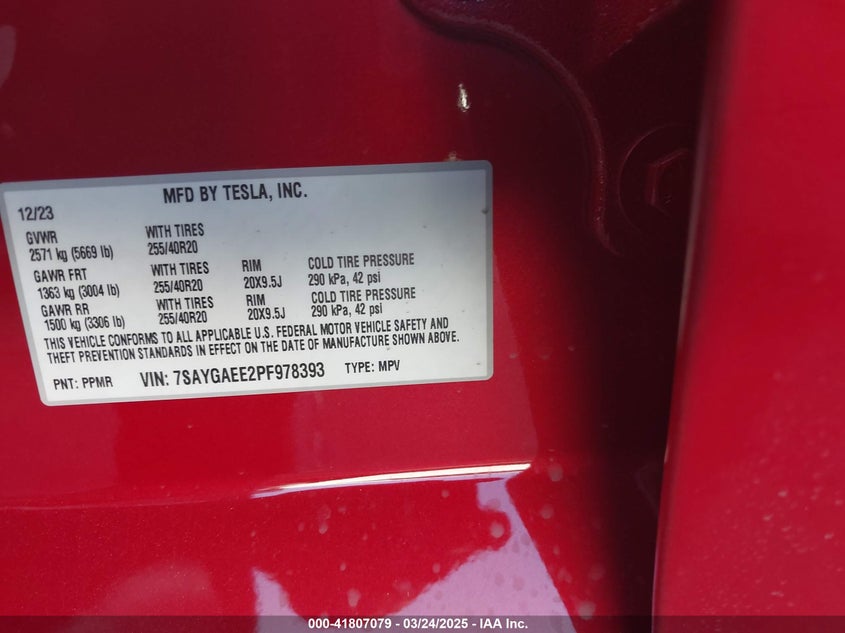 MFD BY TESLA, INC.
12/23
GVWR WITH TIRES
2571 kg (5669 lb) 255/40R20
GAWR FRT WITH TIRES RIM COLD TIRE PRESSURE
1363 kg (3004 lb) 255/40R20 20X9.5J 290 kPa, 42 psi
GAWR RR WITH TIRES RIM COLD TIRE PRESSURE
1500 kg (3306 lb) 255/40R20 20X9.5J 290 kPa, 42 psi
THIS VEHICLE CONFORMS TO ALL APPLICABLE U.S. FEDERAL MOTOR VEHICLE SAFETY AND
THEFT PREVENTION STANDARDS IN EFFECT ON THE DATE OF MANUFACTURE SHOWN ABOVE.
PNT: PPMR VIN: 7SAYGAEE2PF978393 TYPE: MPV
000-41807079 - 03/24/2025 - IAA Inc.